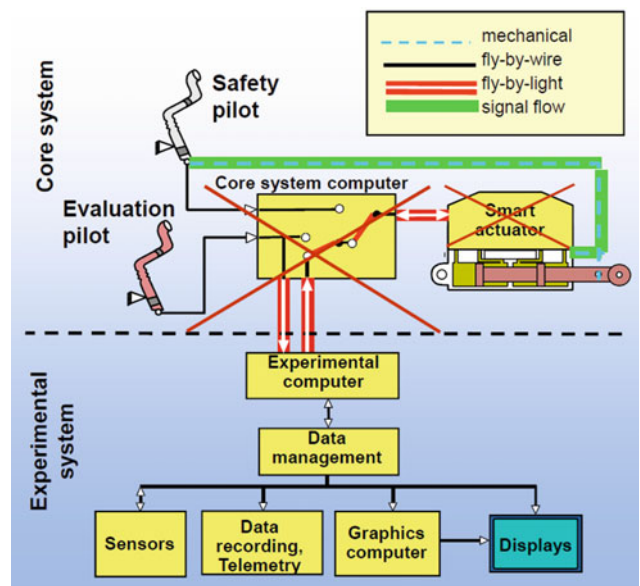 mechanical
fly-by-wire
fly-by-light
signal flow
Core system
Safety
pilot
Core system computer
Smart
actuator
Evaluation
pilot
Experimental
system
Experimental
computer
Data
management
Sensors
Data
recording,
Telemetry
Graphics
computer
Displays